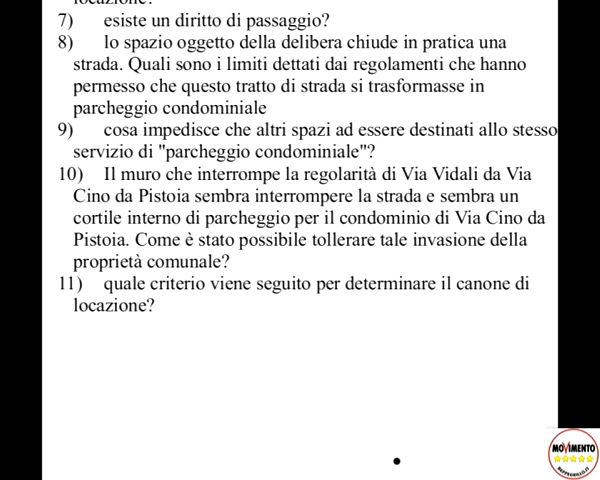 locazione?
7) esiste un diritto di passaggio?
8) lo spazio oggetto della delibera chiude in pratica una
strada. Quali sono i limiti dettati dai regolamenti che hanno
permesso che questo tratto di strada si trasformasse in
parcheggio condominiale
9) cosa impedisce che altri spazi ad essere destinati allo stesso
servizio di "parcheggio condominiale"?
10) Il muro che interrompe la regolarità di Via Vidali da Via
Cino da Pistoia sembra interrompere la strada e sembra un
cortile interno di parcheggio per il condominio di Via Cino da
Pistoia. Come è stato possibile tollerare tale invasione della
proprietà comunale?
11) quale criterio viene seguito per determinare il canone di
locazione?
MOVIMENTO
BEPPEGRILLO.IT